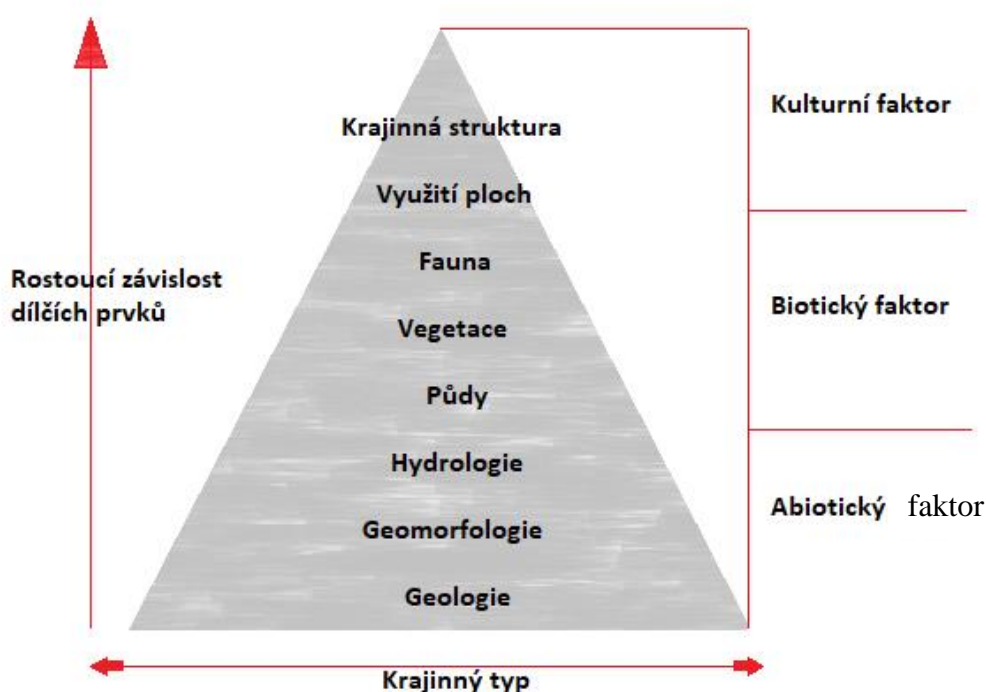 Kulturní faktor
Krajinná struktura
Využití ploch
Fauna
Rostoucí závislost
dílčích prvků
Biotický faktor
Vegetace
Půdy
Hydrologie
Abiotický faktor
Geomorfologie
Geologie
Krajinný typ